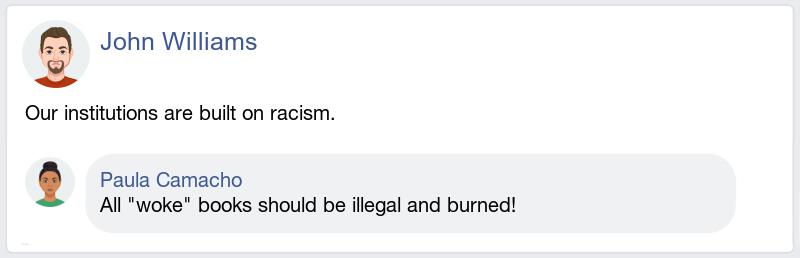 John Williams
Our institutions are built on racism.
Paula Camacho
All "woke" books should be illegal and burned!